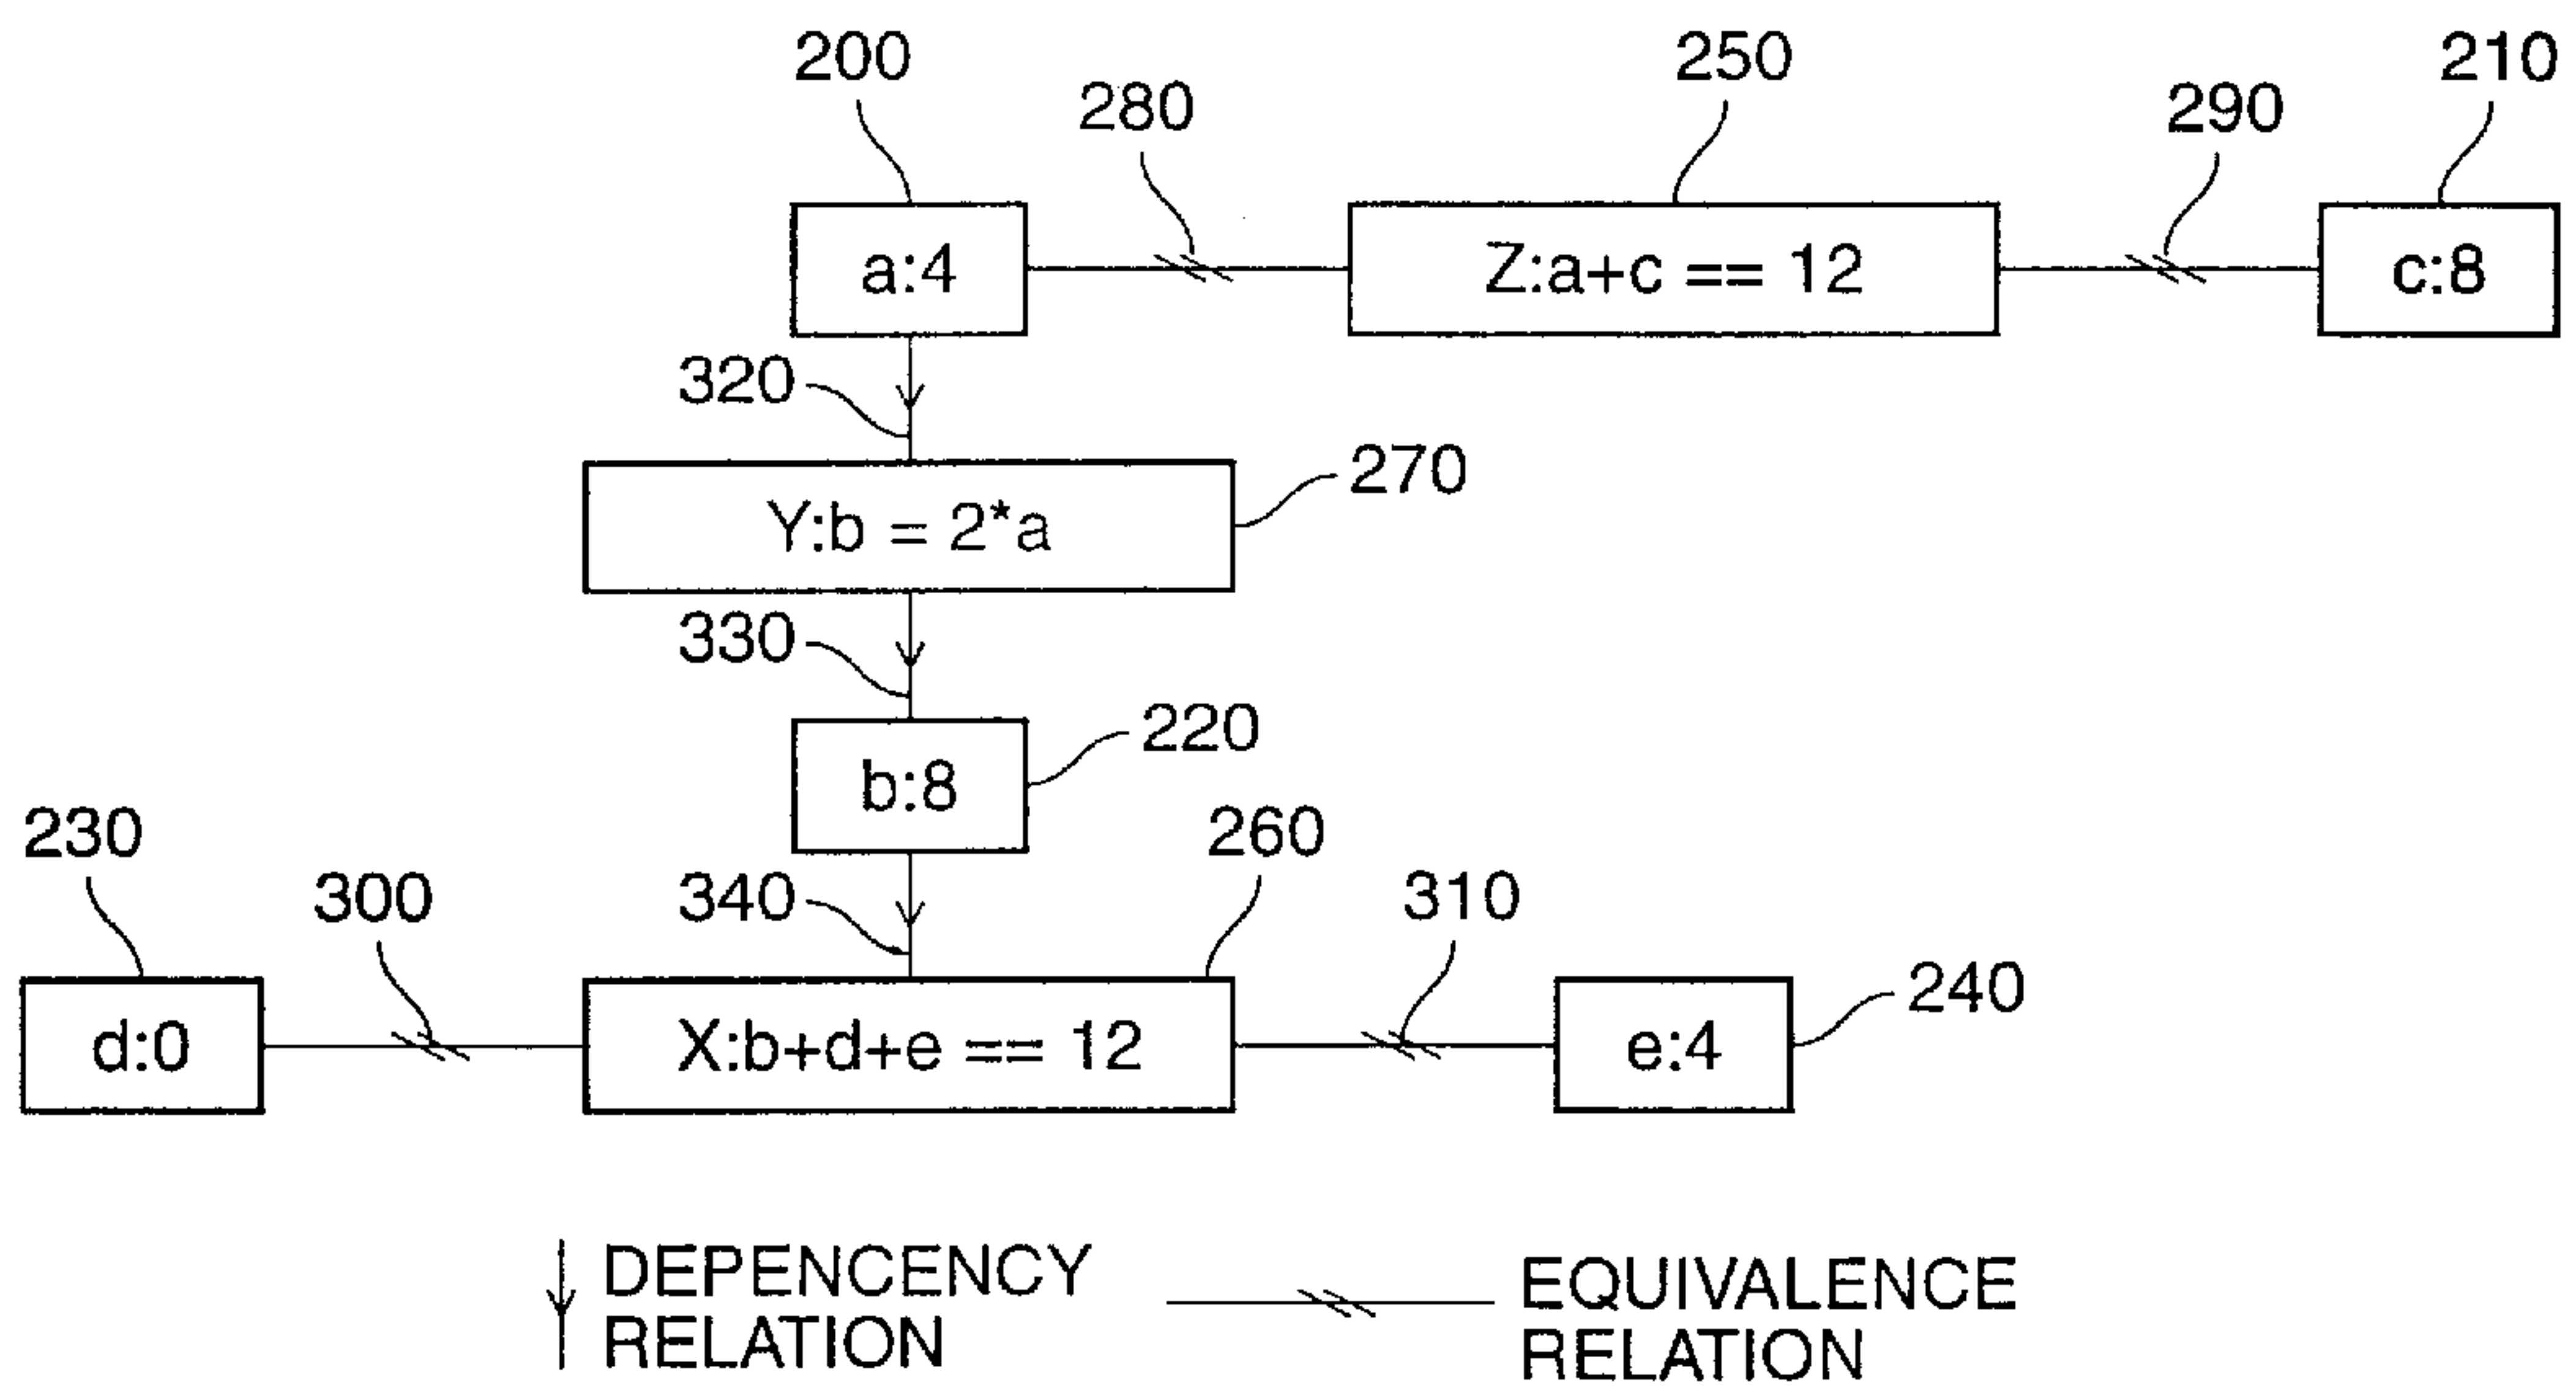 200
250
210
280
290
a:4
Z:a+c == 12
c:8
320
270
Y:b = 2*a
330
220
b:8
230
260
300
340
310
240
d:0
X:b+d+e == 12
e:4
DEPENCENCY
RELATION
EQUIVALENCE
RELATION